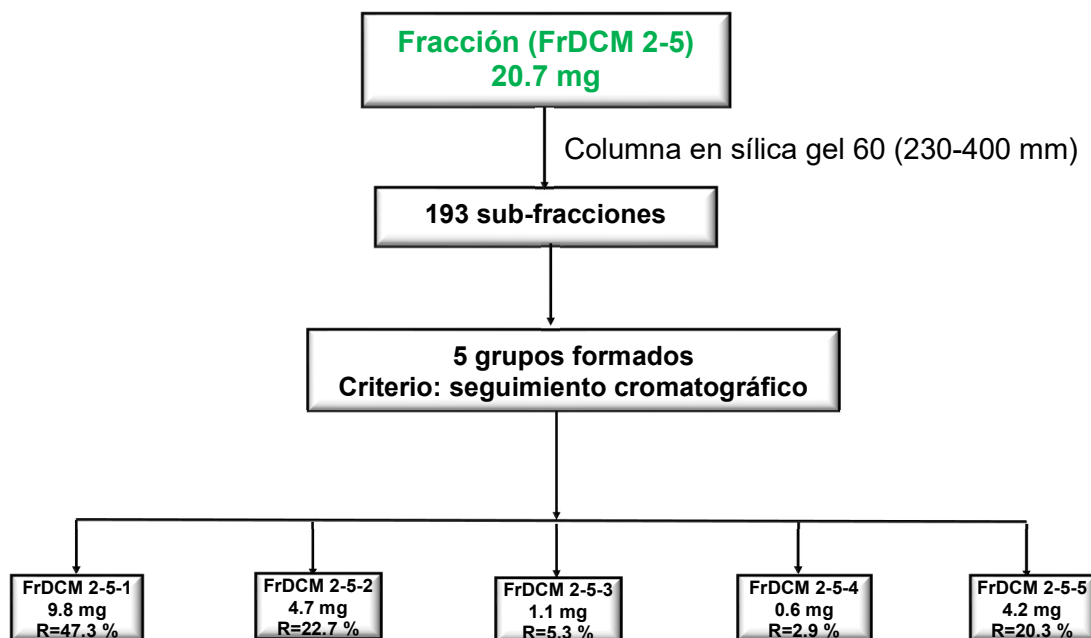 Fracción (FrDCM 2-5)
20.7 mg
Columna en sílica gel 60 (230-400 mm)
193 sub-fracciones
5 grupos formados
Criterio: seguimiento cromatográfico
FrDCM 2-5-1
9.8 mg
R=47.3 %
FrDCM 2-5-2
4.7 mg
R=22.7 %
FrDCM 2-5-3
1.1 mg
R=5.3 %
FrDCM 2-5-4
0.6 mg
R=2.9 %
FrDCM 2-5-5
4.2 mg
R=20.3 %